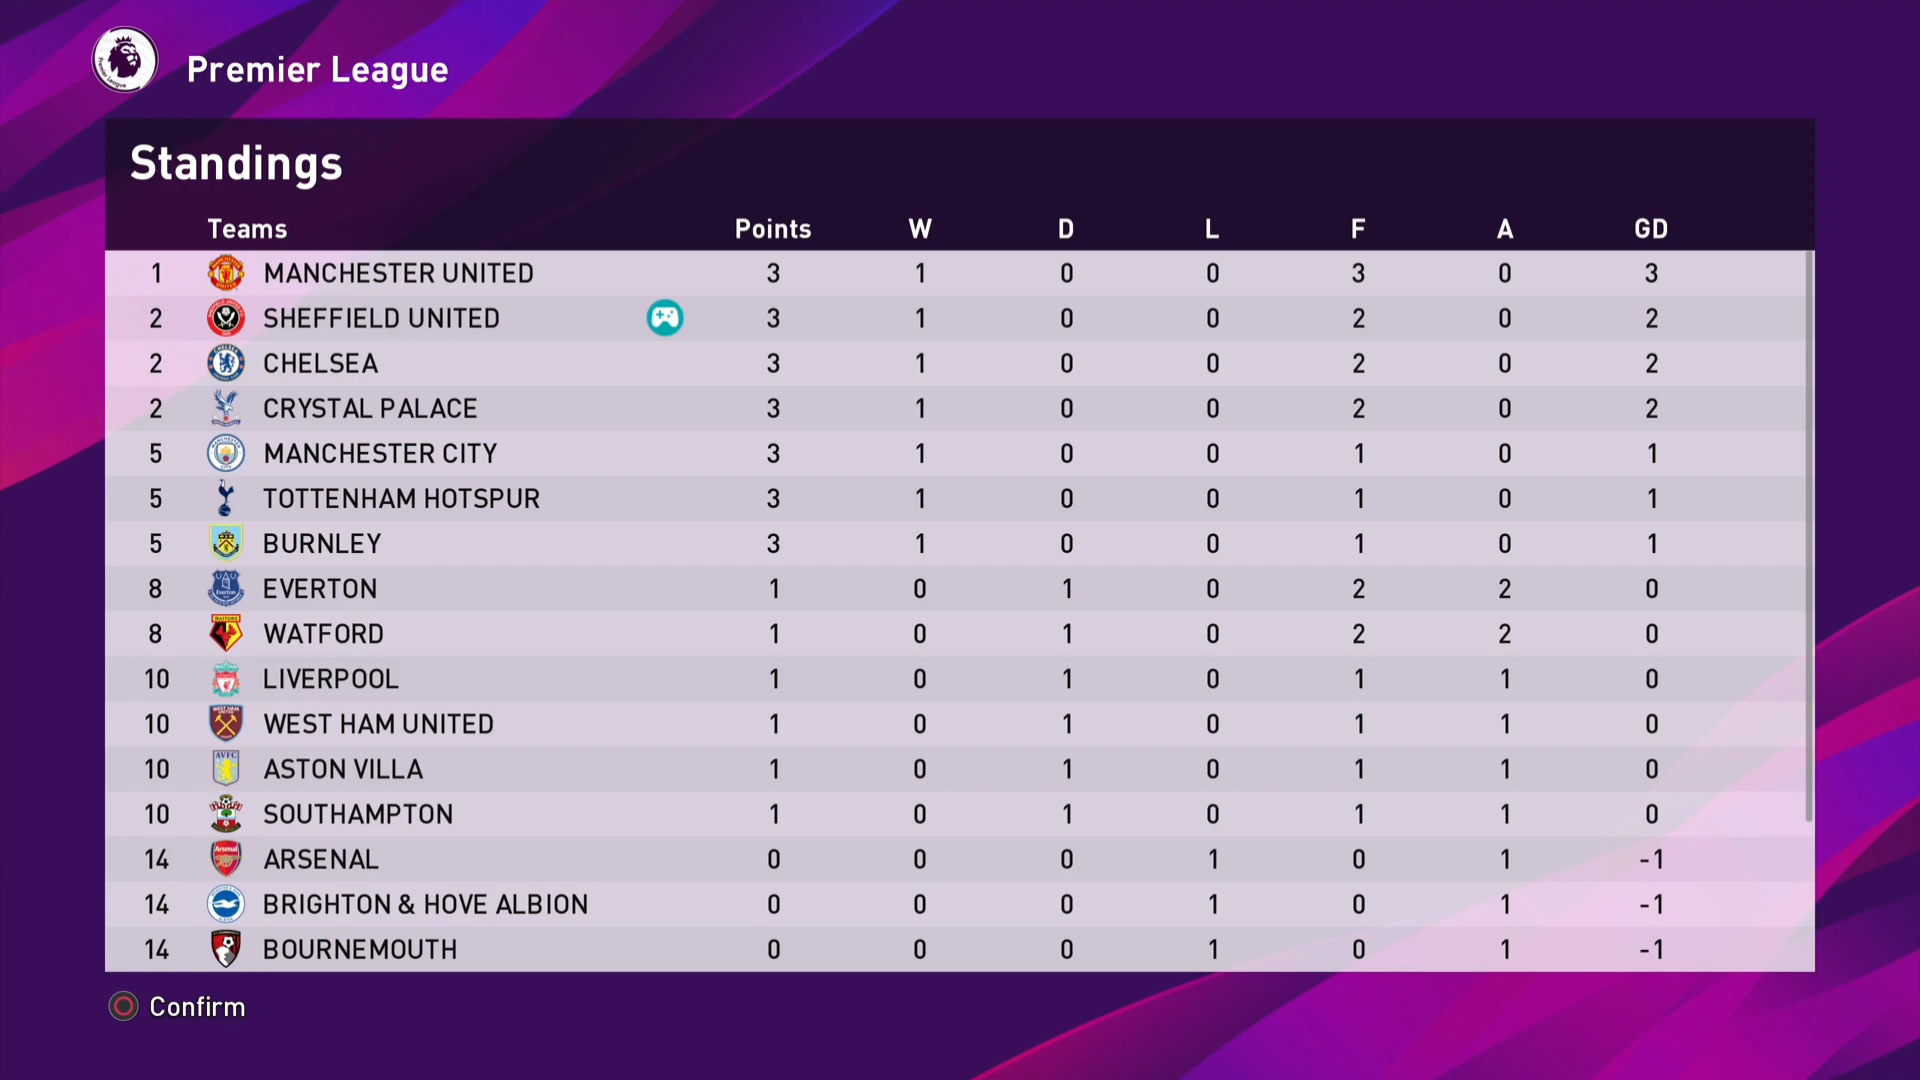 Premier League
Standings
Teams Points W D L F A GD
1 MANCHESTER UNITED 3 1 0 0 3 0 3
2 SHEFFIELD UNITED 3 1 0 0 2 0 2
2 CHELSEA 3 1 0 0 2 0 2
2 CRYSTAL PALACE 3 1 0 0 2 0 2
5 MANCHESTER CITY 3 1 0 0 1 0 1
5 TOTTENHAM HOTSPUR 3 1 0 0 1 0 1
5 BURNLEY 3 1 0 0 1 0 1
8 EVERTON 1 0 1 0 2 2 0
8 WATFORD 1 0 1 0 2 2 0
10 LIVERPOOL 1 0 1 0 1 1 0
10 WEST HAM UNITED 1 0 1 0 1 1 0
10 ASTON VILLA 1 0 1 0 1 1 0
10 SOUTHAMPTON 1 0 1 0 1 1 0
14 ARSENAL 0 0 0 1 0 1 -1
14 BRIGHTON & HOVE ALBION 0 0 0 1 0 1 -1
14 BOURNEMOUTH 0 0 0 1 0 1 -1
Confirm